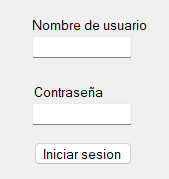 Nombre de usuario
Contraseña
Iniciar sesion